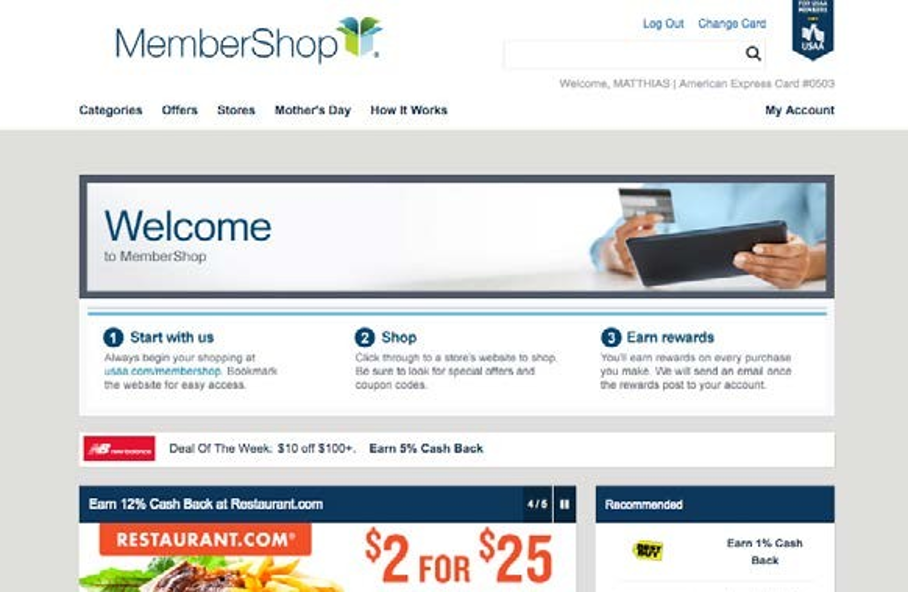 FOR USAA
MEMBERS
USAA
MemberShop
Log Out Change Card
Welcome, MATTHIAS | American Express Card #0503
Categories Offers Stores Mother's Day How It Works My Account
Welcome
to MemberShop
1 Start with us
Always begin your shopping at
usaa.com/membershop. Bookmark
the website for easy access.
2 Shop
Click through to a store's website to shop.
Be sure to look for special offers and
coupon codes.
3 Earn rewards
You'll earn rewards on every purchase
you make. We will send an email once
the rewards post to your account.
NB new balance Deal Of The Week: $10 off $100+. Earn 5% Cash Back
Earn 12% Cash Back at Restaurant.com 4 / 5
RESTAURANT.COM®
$2 FOR $25
Recommended
BEST BUY
Earn 1% Cash
Back